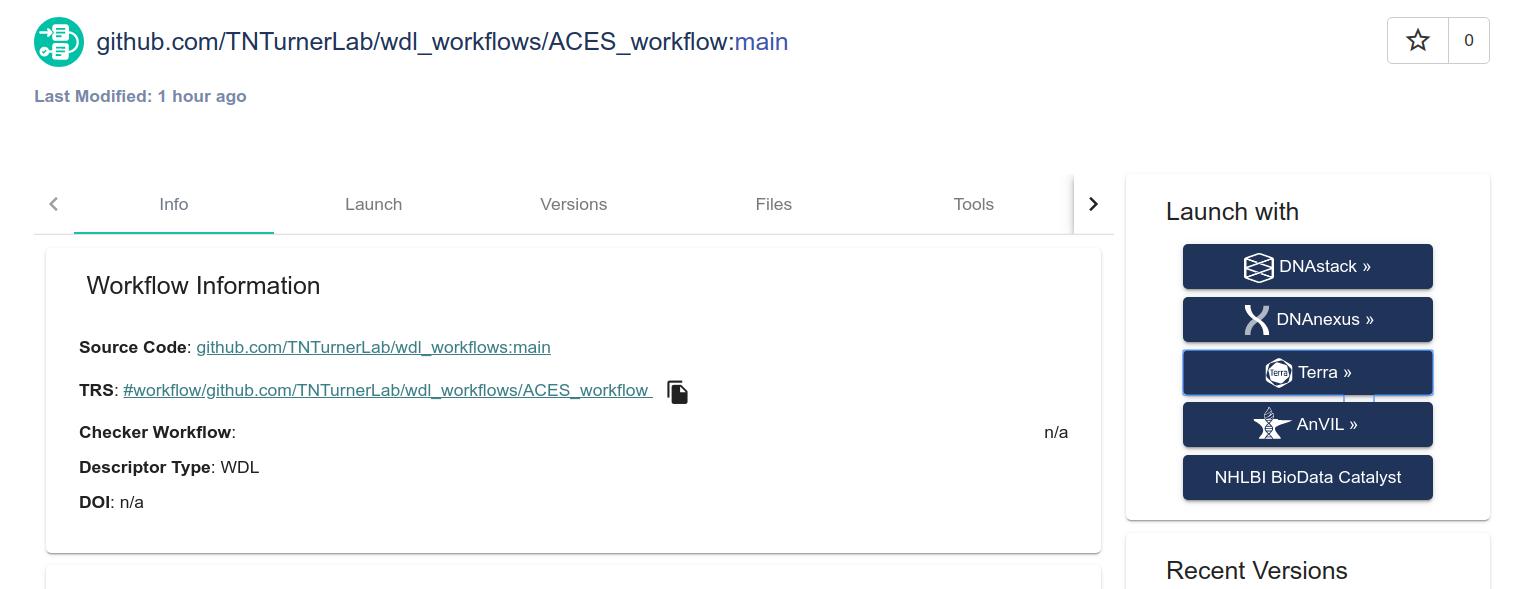 github.com/TNTurnerLab/wdl_workflows/ACES_workflow:main
0
Last Modified: 1 hour ago
Info
Launch
Versions
Files
Tools
Workflow Information
Source Code: github.com/TNTurnerLab/wdl_workflows:main
TRS: #workflow/github.com/TNTurnerLab/wdl_workflows/ACES_workflow
Checker Workflow: n/a
Descriptor Type: WDL
DOI: n/a
Launch with
DNAstack »
DNAnexus »
Terra Terra »
AnVIL »
NHLBI BioData Catalyst
Recent Versions